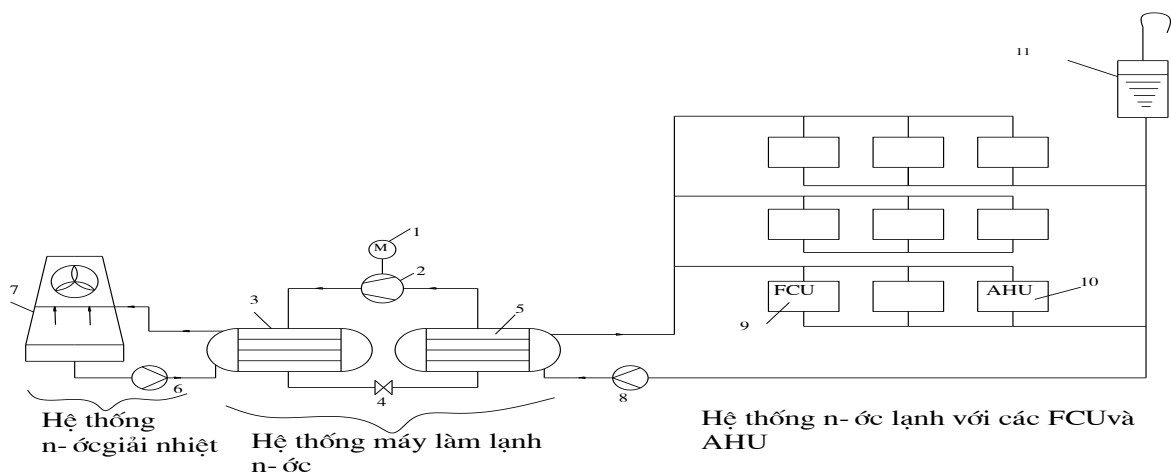 11
1
M
2
7
3
5
FCU
AHU
10
9
6
4
8
Hệ thống
n- ớcgiải nhiệt
Hệ thống máy làm lạnh
n- ớc
Hệ thống n- ớc lạnh với các FCUvà
AHU